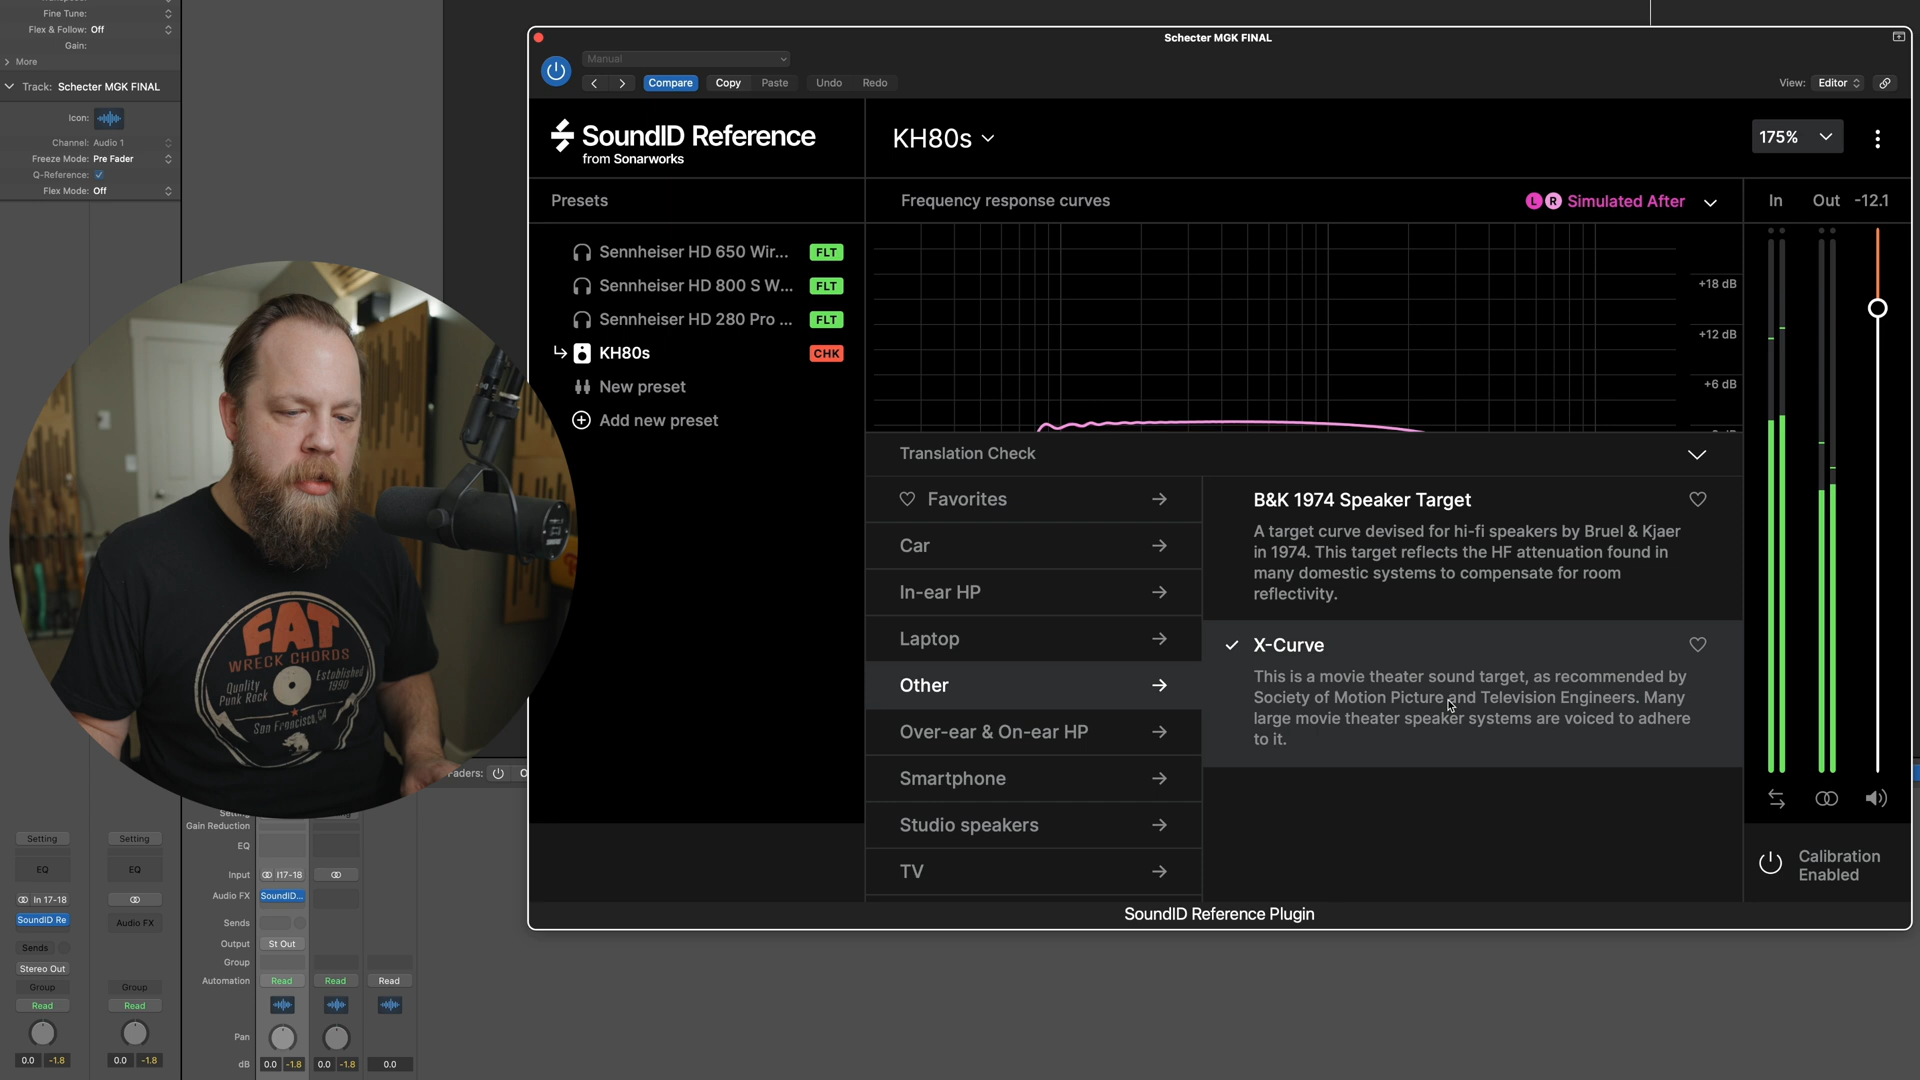 Fine Tune:
Flex & Follow: Off
Gain:
More
Track: Schecter MGK FINAL
Icon:
Channel: Audio 1
Freeze Mode: Pre Fader
Q-Reference:
Flex Mode: Off
Schecter MGK FINAL
Manual
Compare
Copy
Paste
Undo
Redo
View: Editor
SoundID Reference
from Sonarworks
KH80s
175%
Presets
Frequency response curves
L R Simulated After
In
Out
-12.1
Sennheiser HD 650 Wir... FLT
Sennheiser HD 800 S W... FLT
Sennheiser HD 280 Pro ... FLT
KH80s CHK
New preset
Add new preset
+18 dB
+12 dB
+6 dB
Translation Check
Favorites
Car
In-ear HP
Laptop
Other
Over-ear & On-ear HP
Smartphone
Studio speakers
TV
B&K 1974 Speaker Target
A target curve devised for hi-fi speakers by Bruel & Kjaer
in 1974. This target reflects the HF attenuation found in
many domestic systems to compensate for room
reflectivity.
X-Curve
This is a movie theater sound target, as recommended by
Society of Motion Picture and Television Engineers. Many
large movie theater speaker systems are voiced to adhere
to it.
Calibration
Enabled
SoundID Reference Plugin
FAT
WRECK CHORDS
Quality
Punk Rock
Established
1990
San Francisco, CA
Faders:
Setting
Gain Reduction
EQ
Input
Audio FX
Sends
Output
Group
Automation
Pan
dB
Setting
EQ
In 17-18
SoundID Re
Sends
Stereo Out
Group
Read
0.0 -1.8
Setting
EQ
Audio FX
Group
Read
0.0 -1.8
I17-18
SoundID...
St Out
Read
0.0 -1.8
Read
0.0 -1.8
Read
0.0